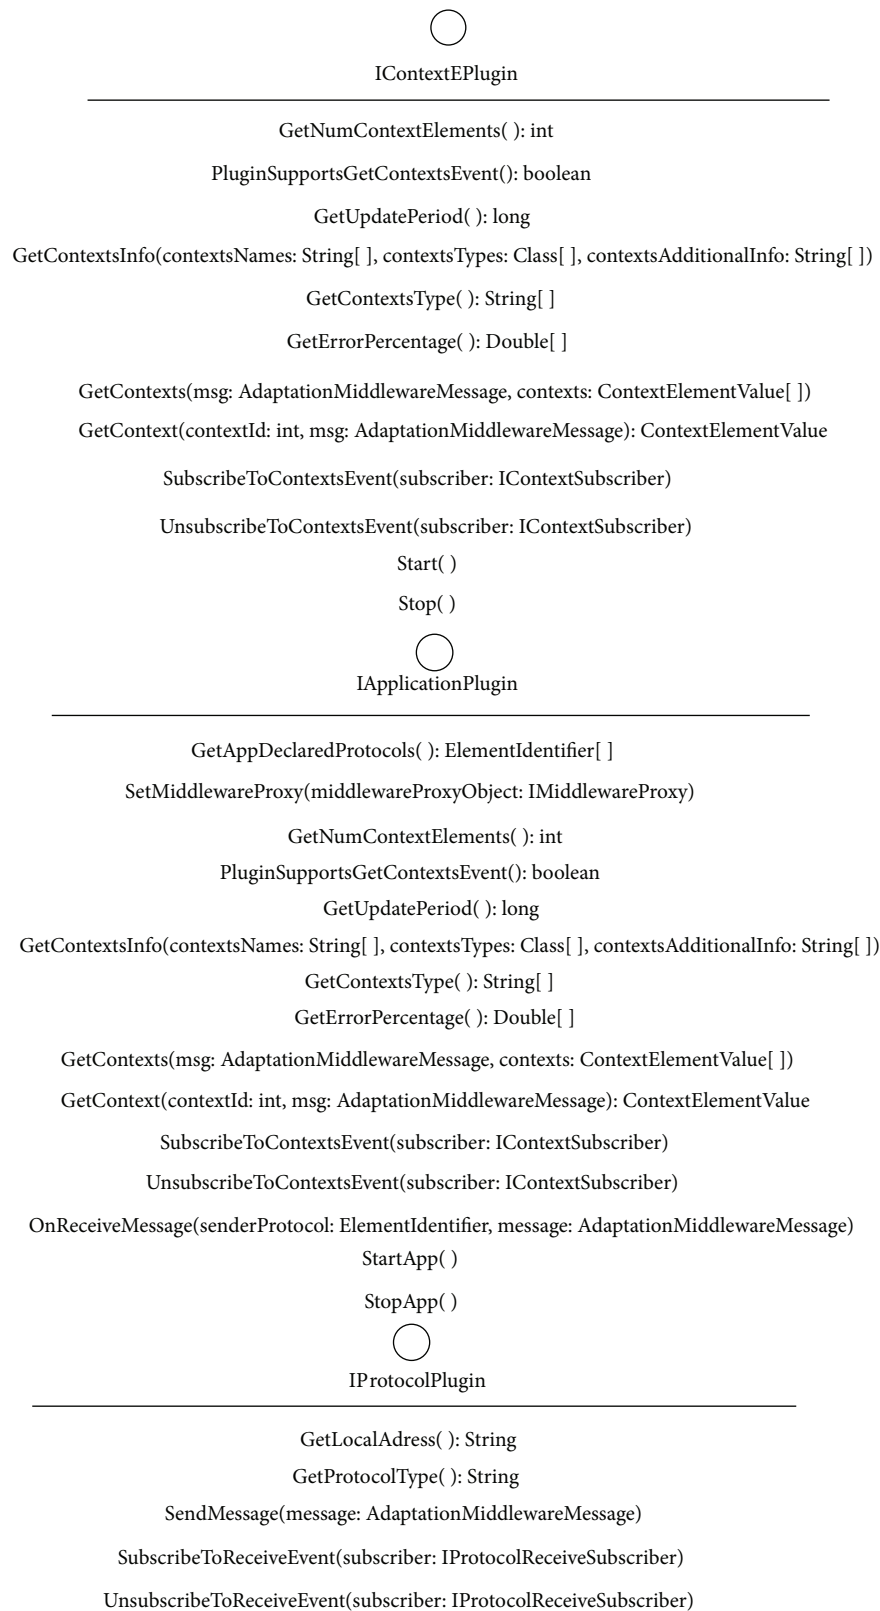 IContextEPlugin
GetNumContextElements( ): int
PluginSupportsGetContextsEvent(): boolean
GetUpdatePeriod( ): long
GetContextsInfo(contextsNames: String[ ], contextsTypes: Class[ ], contextsAdditionalInfo: String[ ])
GetContextsType( ): String[ ]
GetErrorPercentage( ): Double[ ]
GetContexts(msg: AdaptationMiddlewareMessage, contexts: ContextElementValue[ ])
GetContext(contextId: int, msg: AdaptationMiddlewareMessage): ContextElementValue
SubscribeToContextsEvent(subscriber: IContextSubscriber)
UnsubscribeToContextsEvent(subscriber: IContextSubscriber)
Start( )
Stop( )
IApplicationPlugin
GetAppDeclaredProtocols( ): ElementIdentifier[ ]
SetMiddlewareProxy(middlewareProxyObject: IMiddlewareProxy)
GetNumContextElements( ): int
PluginSupportsGetContextsEvent(): boolean
GetUpdatePeriod( ): long
GetContextsInfo(contextsNames: String[ ], contextsTypes: Class[ ], contextsAdditionalInfo: String[ ])
GetContextsType( ): String[ ]
GetErrorPercentage( ): Double[ ]
GetContexts(msg: AdaptationMiddlewareMessage, contexts: ContextElementValue[ ])
GetContext(contextId: int, msg: AdaptationMiddlewareMessage): ContextElementValue
SubscribeToContextsEvent(subscriber: IContextSubscriber)
UnsubscribeToContextsEvent(subscriber: IContextSubscriber)
OnReceiveMessage(senderProtocol: ElementIdentifier, message: AdaptationMiddlewareMessage)
StartApp( )
StopApp( )
IProtocolPlugin
GetLocalAdress( ): String
GetProtocolType( ): String
SendMessage(message: AdaptationMiddlewareMessage)
SubscribeToReceiveEvent(subscriber: IProtocolReceiveSubscriber)
UnsubscribeToReceiveEvent(subscriber: IProtocolReceiveSubscriber)